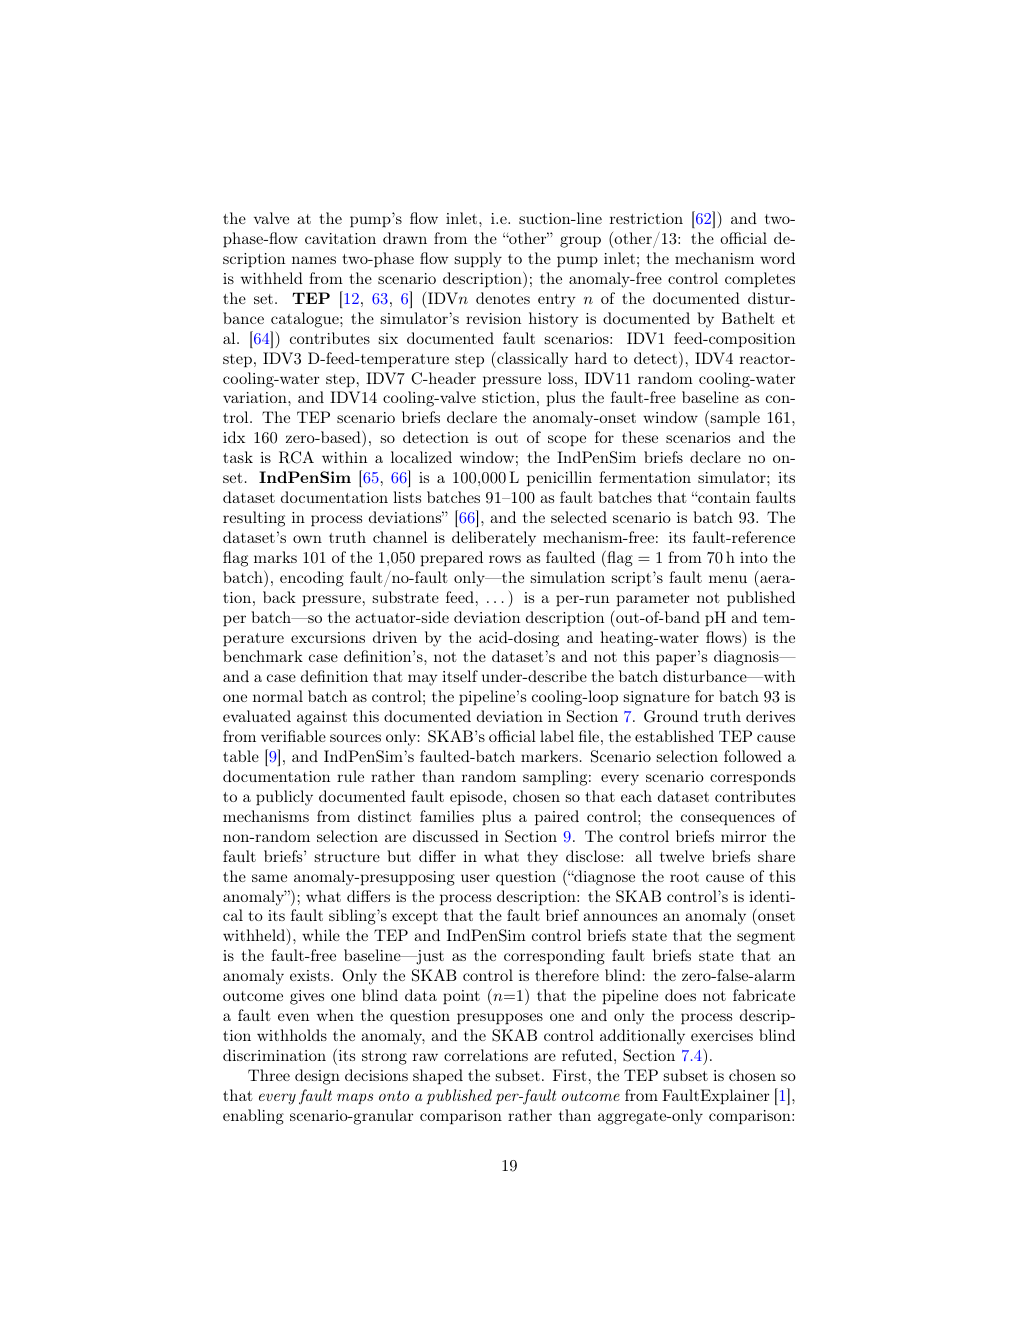 the valve at the pump's flow inlet, i.e. suction-line restriction [62]) and two-
phase-flow cavitation drawn from the “other” group (other/13: the official de-
scription names two-phase flow supply to the pump inlet; the mechanism word
is withheld from the scenario description); the anomaly-free control completes
the set. TEP [12, 63, 6] (IDVn denotes entry n of the documented distur-
bance catalogue; the simulator's revision history is documented by Bathelt et
al. [64]) contributes six documented fault scenarios: IDV1 feed-composition
step, IDV3 D-feed-temperature step (classically hard to detect), IDV4 reactor-
cooling-water step, IDV7 C-header pressure loss, IDV11 random cooling-water
variation, and IDV14 cooling-valve stiction, plus the fault-free baseline as con-
trol. The TEP scenario briefs declare the anomaly-onset window (sample 161,
idx 160 zero-based), so detection is out of scope for these scenarios and the
task is RCA within a localized window; the IndPenSim briefs declare no on-
set. IndPenSim [65, 66] is a 100,000 L penicillin fermentation simulator; its
dataset documentation lists batches 91–100 as fault batches that “contain faults
resulting in process deviations” [66], and the selected scenario is batch 93. The
dataset's own truth channel is deliberately mechanism-free: its fault-reference
flag marks 101 of the 1,050 prepared rows as faulted (flag = 1 from 70 h into the
batch), encoding fault/no-fault only—the simulation script's fault menu (aera-
tion, back pressure, substrate feed, ...) is a per-run parameter not published
per batch—so the actuator-side deviation description (out-of-band pH and tem-
perature excursions driven by the acid-dosing and heating-water flows) is the
benchmark case definition's, not the dataset's and not this paper's diagnosis—
and a case definition that may itself under-describe the batch disturbance—with
one normal batch as control; the pipeline's cooling-loop signature for batch 93 is
evaluated against this documented deviation in Section 7. Ground truth derives
from verifiable sources only: SKAB's official label file, the established TEP cause
table [9], and IndPenSim's faulted-batch markers. Scenario selection followed a
documentation rule rather than random sampling: every scenario corresponds
to a publicly documented fault episode, chosen so that each dataset contributes
mechanisms from distinct families plus a paired control; the consequences of
non-random selection are discussed in Section 9. The control briefs mirror the
fault briefs' structure but differ in what they disclose: all twelve briefs share
the same anomaly-presupposing user question (“diagnose the root cause of this
anomaly”); what differs is the process description: the SKAB control's is identi-
cal to its fault sibling's except that the fault brief announces an anomaly (onset
withheld), while the TEP and IndPenSim control briefs state that the segment
is the fault-free baseline—just as the corresponding fault briefs state that an
anomaly exists. Only the SKAB control is therefore blind: the zero-false-alarm
outcome gives one blind data point (n=1) that the pipeline does not fabricate
a fault even when the question presupposes one and only the process descrip-
tion withholds the anomaly, and the SKAB control additionally exercises blind
discrimination (its strong raw correlations are refuted, Section 7.4).
Three design decisions shaped the subset. First, the TEP subset is chosen so
that every fault maps onto a published per-fault outcome from FaultExplainer [1],
enabling scenario-granular comparison rather than aggregate-only comparison:
19